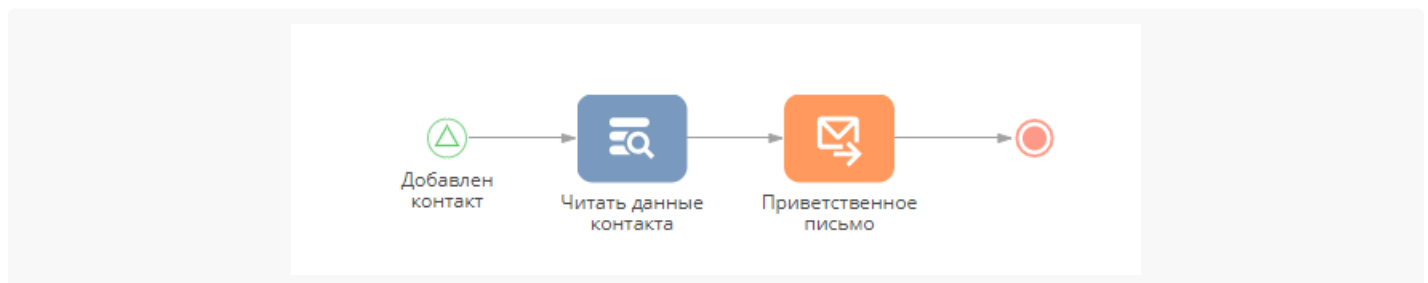 Добавлен
контакт
Читать данные
контакта
Приветственное
письмо